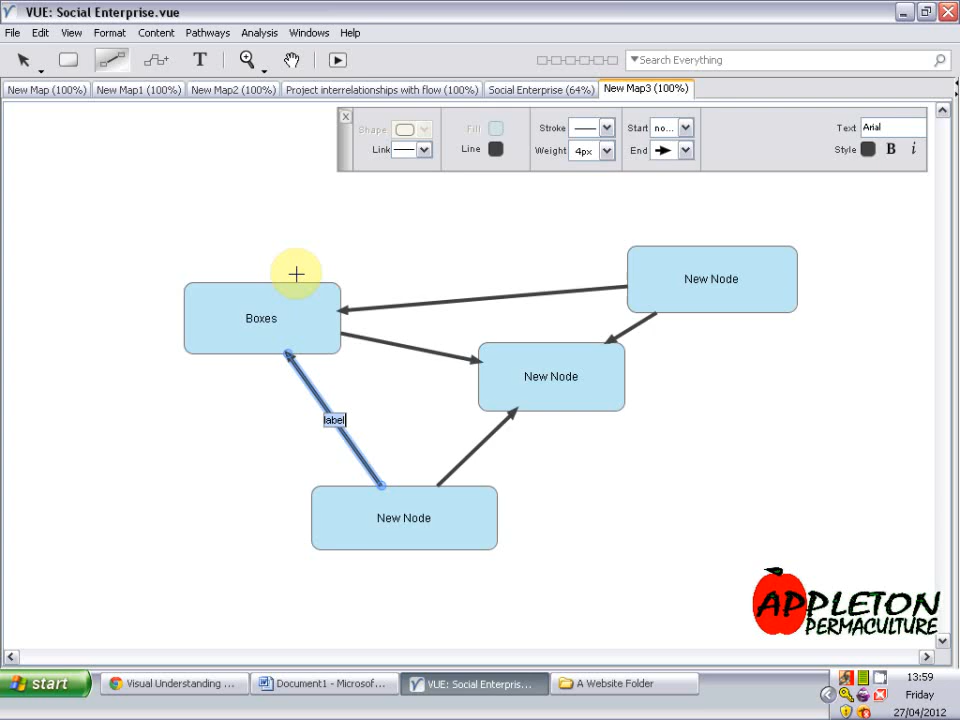 VUE: Social Enterprise.vue
File Edit View Format Content Pathways Analysis Windows Help
T Search Everything
New Map (100%) New Map1 (100%) New Map2 (100%) Project interrelationships with flow (100%) Social Enterprise (64%) New Map3 (100%)
Shape Fill Stroke Start no... Text Arial
Link Line Weight 4px End Style B i
New Node
Boxes
New Node
label
New Node
APPLETON
PERMACULTURE
start Visual Understanding ... Document1 - Microsof... VUE: Social Enterpris... A Website Folder
13:59
Friday
27/04/2012